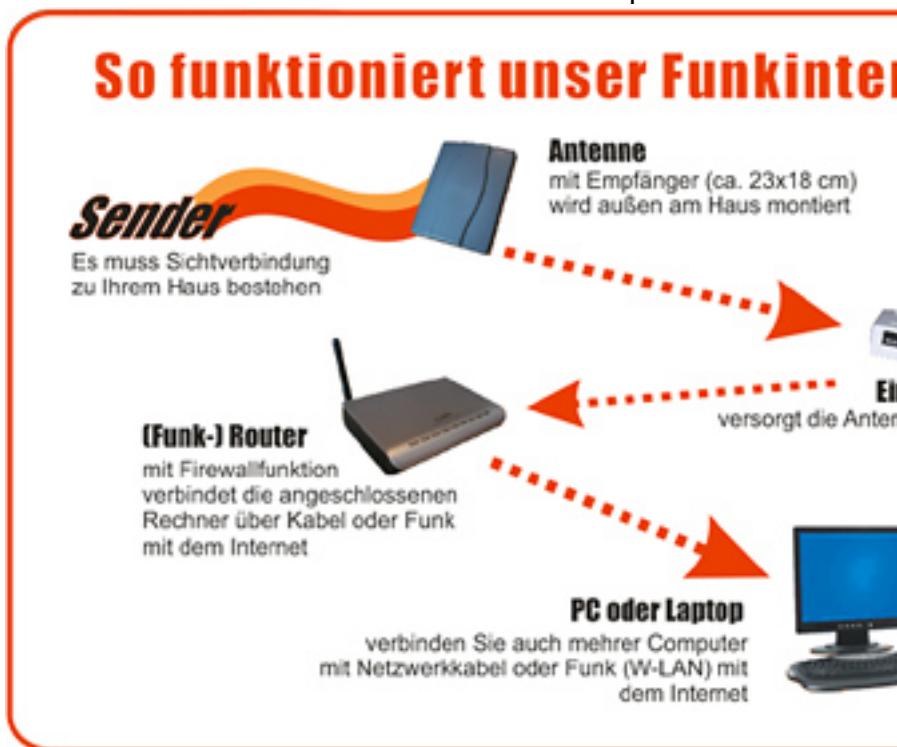 So funktioniert unser Funkinter
Antenne
mit Empfänger (ca. 23x18 cm)
wird außen am Haus montiert
Sender
Es muss Sichtverbindung
zu Ihrem Haus bestehen
Ei
versorgt die Anten
(Funk-) Router
mit Firewallfunktion
verbindet die angeschlossenen
Rechner über Kabel oder Funk
mit dem Internet
PC oder Laptop
verbinden Sie auch mehrer Computer
mit Netzwerkkabel oder Funk (W-LAN) mit
dem Internet